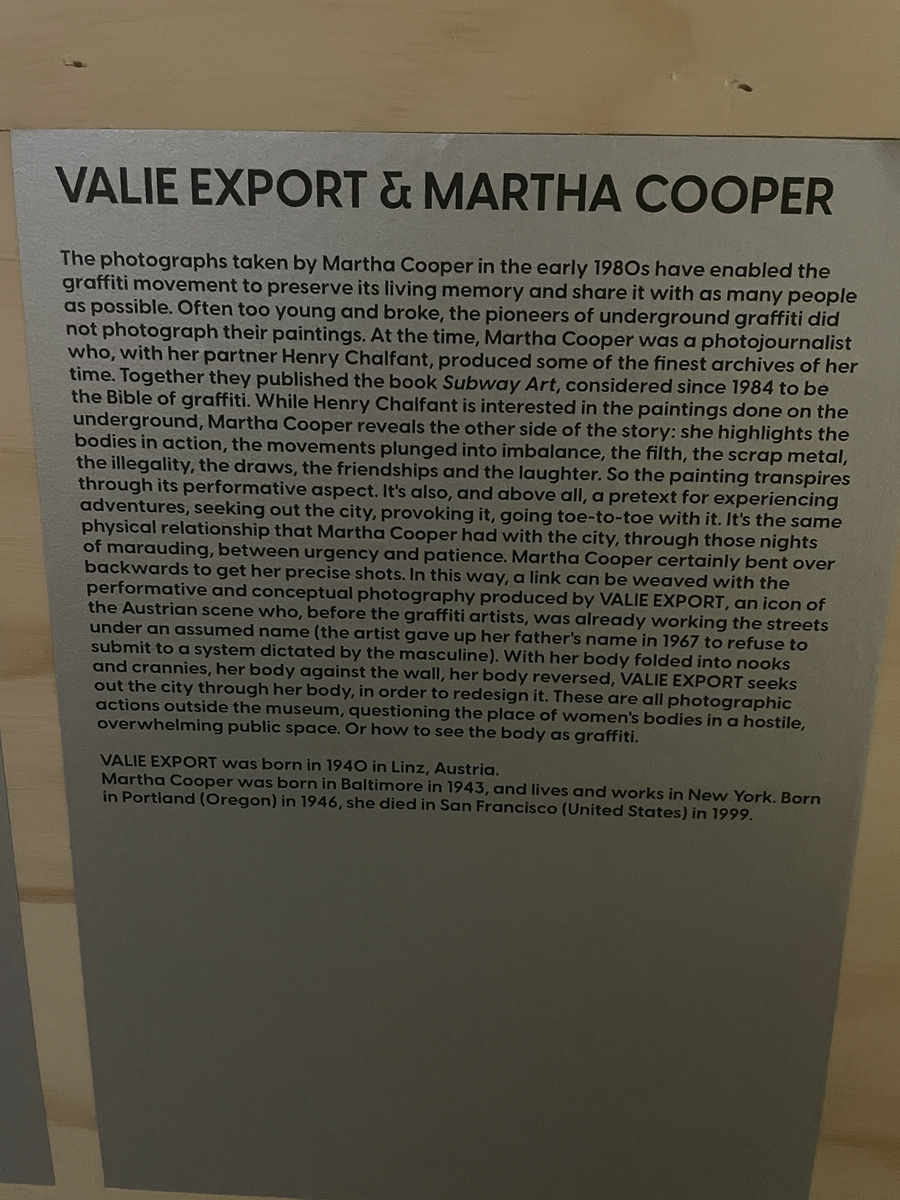 VALIE EXPORT & MARTHA COOPER
The photographs taken by Martha Cooper in the early 1980s have enabled the
graffiti movement to preserve its living memory and share it with as many people
as possible. Often too young and broke, the pioneers of underground graffiti did
not photograph their paintings. At the time, Martha Cooper was a photojournalist
who, with her partner Henry Chalfant, produced some of the finest archives of her
time. Together they published the book Subway Art, considered since 1984 to be
the Bible of graffiti. While Henry Chalfant is interested in the paintings done on the
underground, Martha Cooper reveals the other side of the story: she highlights the
bodies in action, the movements plunged into imbalance, the filth, the scrap metal,
the illegality, the draws, the friendships and the laughter. So the painting transpires
through its performative aspect. It's also, and above all, a pretext for experiencing
adventures, seeking out the city, provoking it, going toe-to-toe with it. It's the same
physical relationship that Martha Cooper had with the city, through those nights
of marauding, between urgency and patience. Martha Cooper certainly bent over
backwards to get her precise shots. In this way, a link can be weaved with the
performative and conceptual photography produced by VALIE EXPORT, an icon of
the Austrian scene who, before the graffiti artists, was already working the streets
under an assumed name (the artist gave up her father's name in 1967 to refuse to
submit to a system dictated by the masculine). With her body folded into nooks
and crannies, her body against the wall, her body reversed, VALIE EXPORT seeks
out the city through her body, in order to redesign it. These are all photographic
actions outside the museum, questioning the place of women's bodies in a hostile,
overwhelming public space. Or how to see the body as graffiti.
VALIE EXPORT was born in 1940 in Linz, Austria.
Martha Cooper was born in Baltimore in 1943, and lives and works in New York. Born
in Portland (Oregon) in 1946, she died in San Francisco (United States) in 1999.